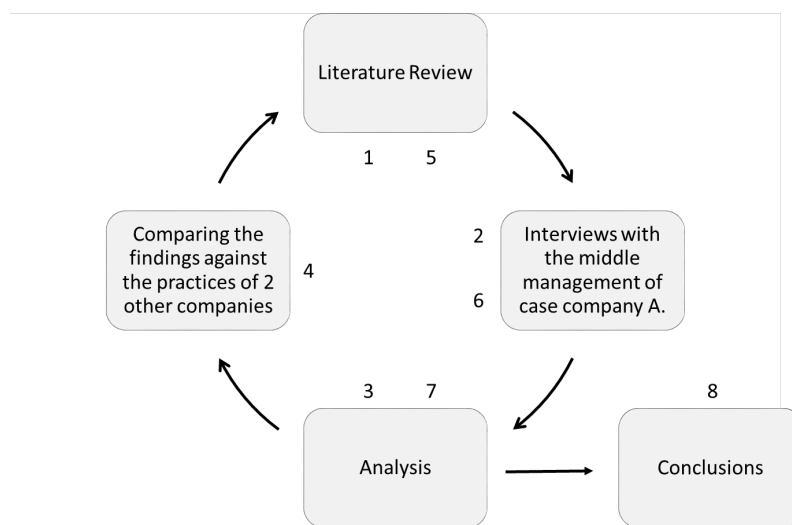 Literature Review
1 5
Comparing the
findings against
the practices of 2
other companies
4
2
6
Interviews with
the middle
management of
case company A.
3 7
8
Analysis
Conclusions